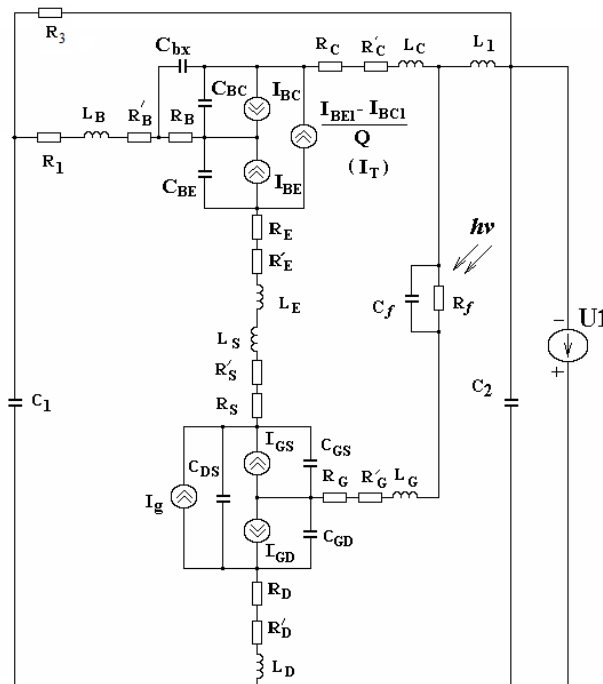 R3
Cbx
RC
R'C
LC
L1
CBC
IBC
LB
R'B
RB
IBE1- IBC1
Q
(IT)
R1
CBE
IBE
RE
hν
R'E
Cf
Rf
LE
U1
−
+
LS
R'S
C1
C2
RS
IGS
CGS
CDS
RG
R'G
LG
Ig
IGD
CGD
RD
R'D
LD